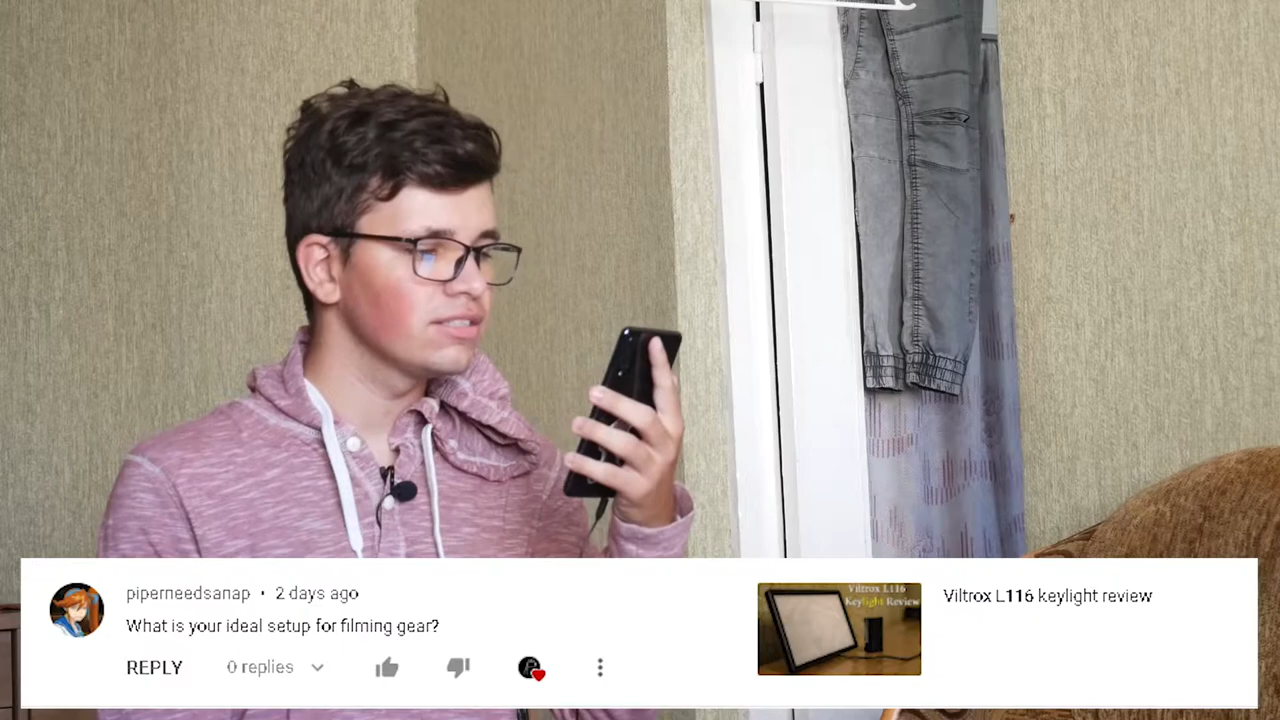 pipernerdsanap • 2 days ago
What is your ideal setup for filming gear?
REPLY
0 replies
Viltrox L116
Keylight Review
Viltrox L116 keylight review